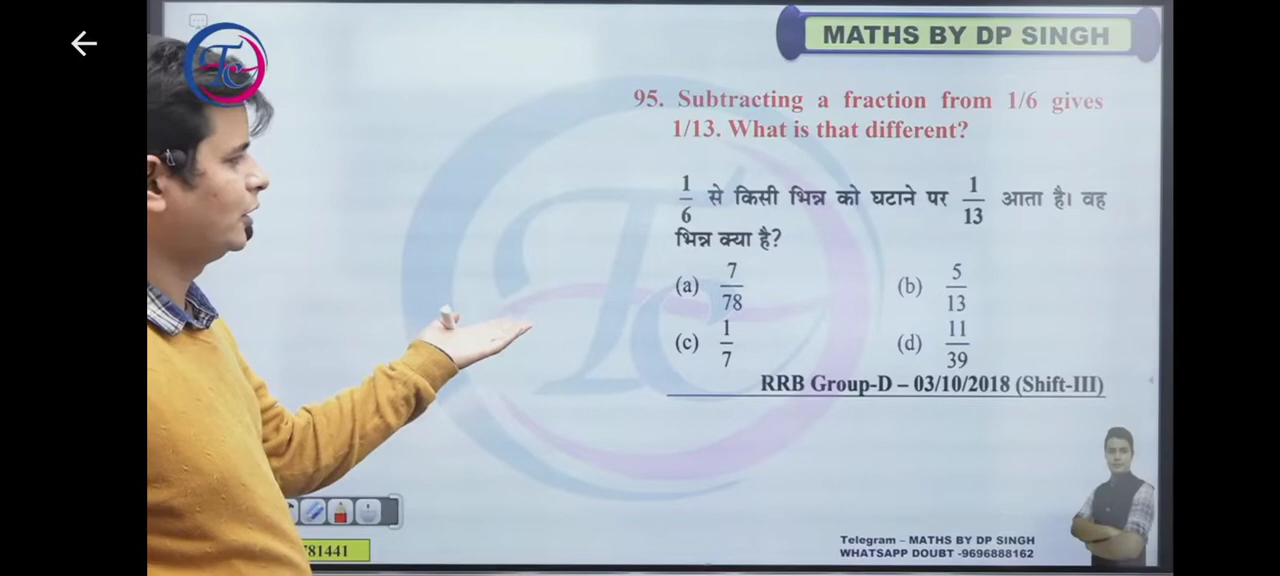 Tc
MATHS BY DP SINGH
95. Subtracting a fraction from 1/6 gives
1/13. What is that different?
1/6 से किसी भिन्न को घटाने पर 1/13 आता है। वह
भिन्न क्या है?
(a) 7/78 (b) 5/13
(c) 1/7 (d) 11/39
RRB Group-D – 03/10/2018 (Shift-III)
81441
Telegram – MATHS BY DP SINGH
WHATSAPP DOUBT -9696888162